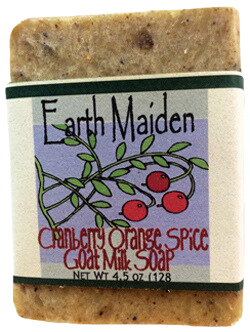 Earth Maiden
Cranberry Orange Spice
Goat Milk Soap
Net Wt 4.5 oz (128